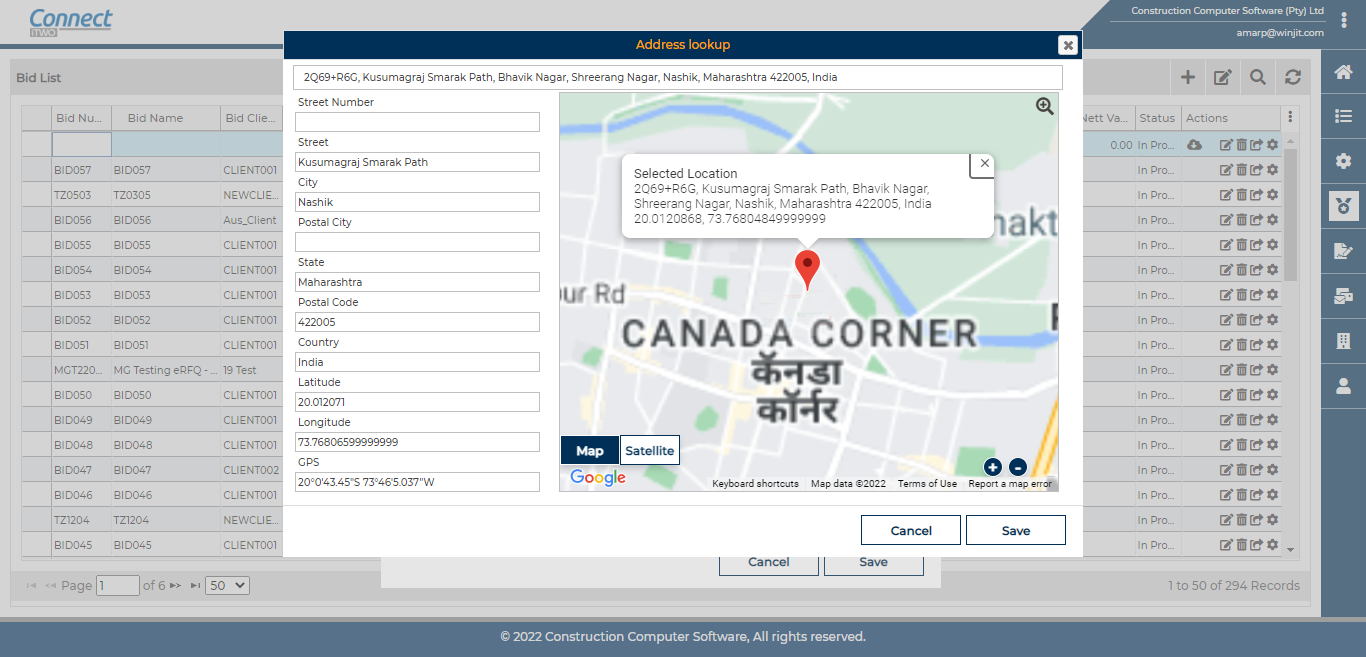 Connect
iTWO
Construction Computer Software (Pty) Ltd
amarp@winjit.com
Address lookup
Bid List
2Q69+R6G, Kusumagraj Smarak Path, Bhavik Nagar, Shreerang Nagar, Nashik, Maharashtra 422005, India
Street Number
Street
Kusumagraj Smarak Path
City
Nashik
Postal City
State
Maharashtra
Postal Code
422005
Country
India
Latitude
20.012071
Longitude
73.76806599999999
GPS
20°0'43.45"S 73°46'5.037"W
Selected Location
2Q69+R6G, Kusumagraj Smarak Path, Bhavik Nagar,
Shreerang Nagar, Nashik, Maharashtra 422005, India
20.0120868, 73.76804849999999
nakt
ur Rd
CANADA CORNER
कॅनडा
कॉर्नर
Map Satellite
Google
Keyboard shortcuts Map data ©2022 Terms of Use Report a map error
Cancel Save
Cancel Save
Bid Nu... Bid Name Bid Clie... Nett Va... Status Actions
0.00 In Pro...
BID057 BID057 CLIENT001 In Pro...
TZ0503 TZ0305 NEWCLIE... In Pro...
BID056 BID056 Aus_Client In Pro...
BID055 BID055 CLIENT001 In Pro...
BID054 BID054 CLIENT001 In Pro...
BID053 BID053 CLIENT001 In Pro...
BID052 BID052 CLIENT001 In Pro...
BID051 BID051 CLIENT001 In Pro...
MGT220... MG Testing eRFQ - ... 19 Test In Pro...
BID050 BID050 CLIENT001 In Pro...
BID049 BID049 CLIENT001 In Pro...
BID048 BID048 CLIENT001 In Pro...
BID047 BID047 CLIENT002 In Pro...
BID046 BID046 CLIENT001 In Pro...
TZ1204 TZ1204 NEWCLIE... In Pro...
BID045 BID045 CLIENT001 In Pro...
Page 1 of 6 50
1 to 50 of 294 Records
© 2022 Construction Computer Software, All rights reserved.